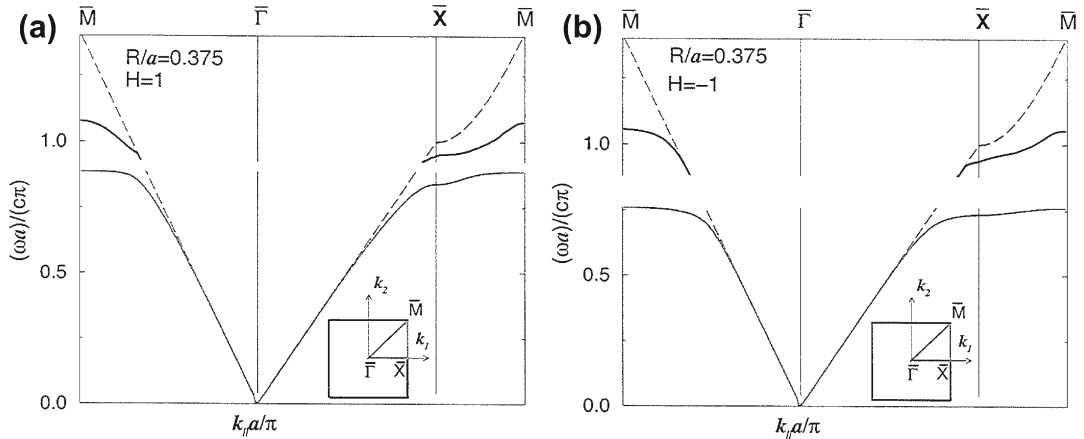 (a)
M̅ Γ̅ X̅ M̅
R/a=0.375
H=1
1.0
0.5
0.0
(ωa)/(cπ)
k₂
M̅
k₁
Γ̅ X̅
k//a/π
(b)
M̅ Γ̅ X̅ M̅
R/a=0.375
H=−1
1.0
0.5
0.0
(ωa)/(cπ)
k₂
M̅
k₁
Γ̅ X̅
k//a/π